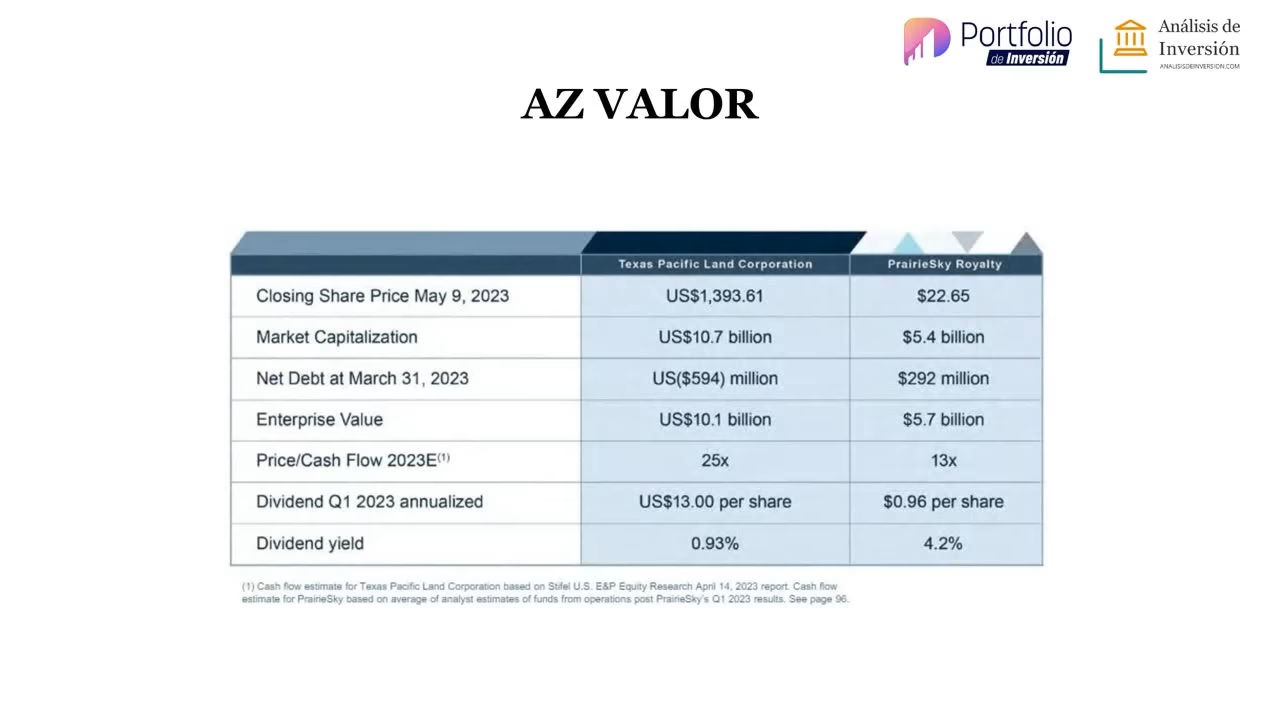 Portfolio
de Inversión
Análisis de
Inversión
ANALISISDEINVERSION.COM
AZ VALOR
Texas Pacific Land Corporation PrairieSky Royalty
Closing Share Price May 9, 2023 US$1,393.61 $22.65
Market Capitalization US$10.7 billion $5.4 billion
Net Debt at March 31, 2023 US($594) million $292 million
Enterprise Value US$10.1 billion $5.7 billion
Price/Cash Flow 2023E(1) 25x 13x
Dividend Q1 2023 annualized US$13.00 per share $0.96 per share
Dividend yield 0.93% 4.2%
(1) Cash flow estimate for Texas Pacific Land Corporation based on Stifel U.S. E&P Equity Research April 14, 2023 report. Cash flow
estimate for PrairieSky based on average of analyst estimates of funds from operations post PrairieSky's Q1 2023 results. See page 96.